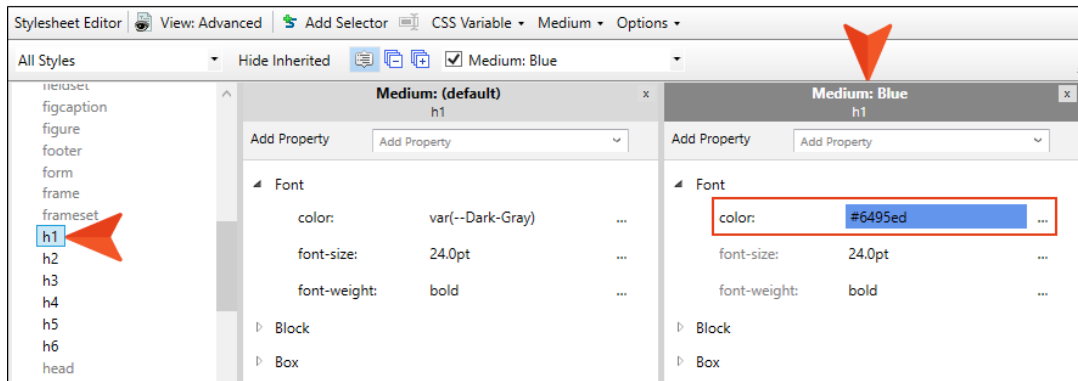 Stylesheet Editor View: Advanced Add Selector CSS Variable Medium Options
All Styles Hide Inherited Medium: Blue
fieldset
figcaption
figure
footer
form
frame
frameset
h1
h2
h3
h4
h5
h6
head
Medium: (default) x
h1
Add Property Add Property
Font
color: var(--Dark-Gray) ...
font-size: 24.0pt ...
font-weight: bold ...
Block
Box
Medium: Blue x
h1
Add Property Add Property
Font
color: #6495ed ...
font-size: 24.0pt ...
font-weight: bold ...
Block
Box